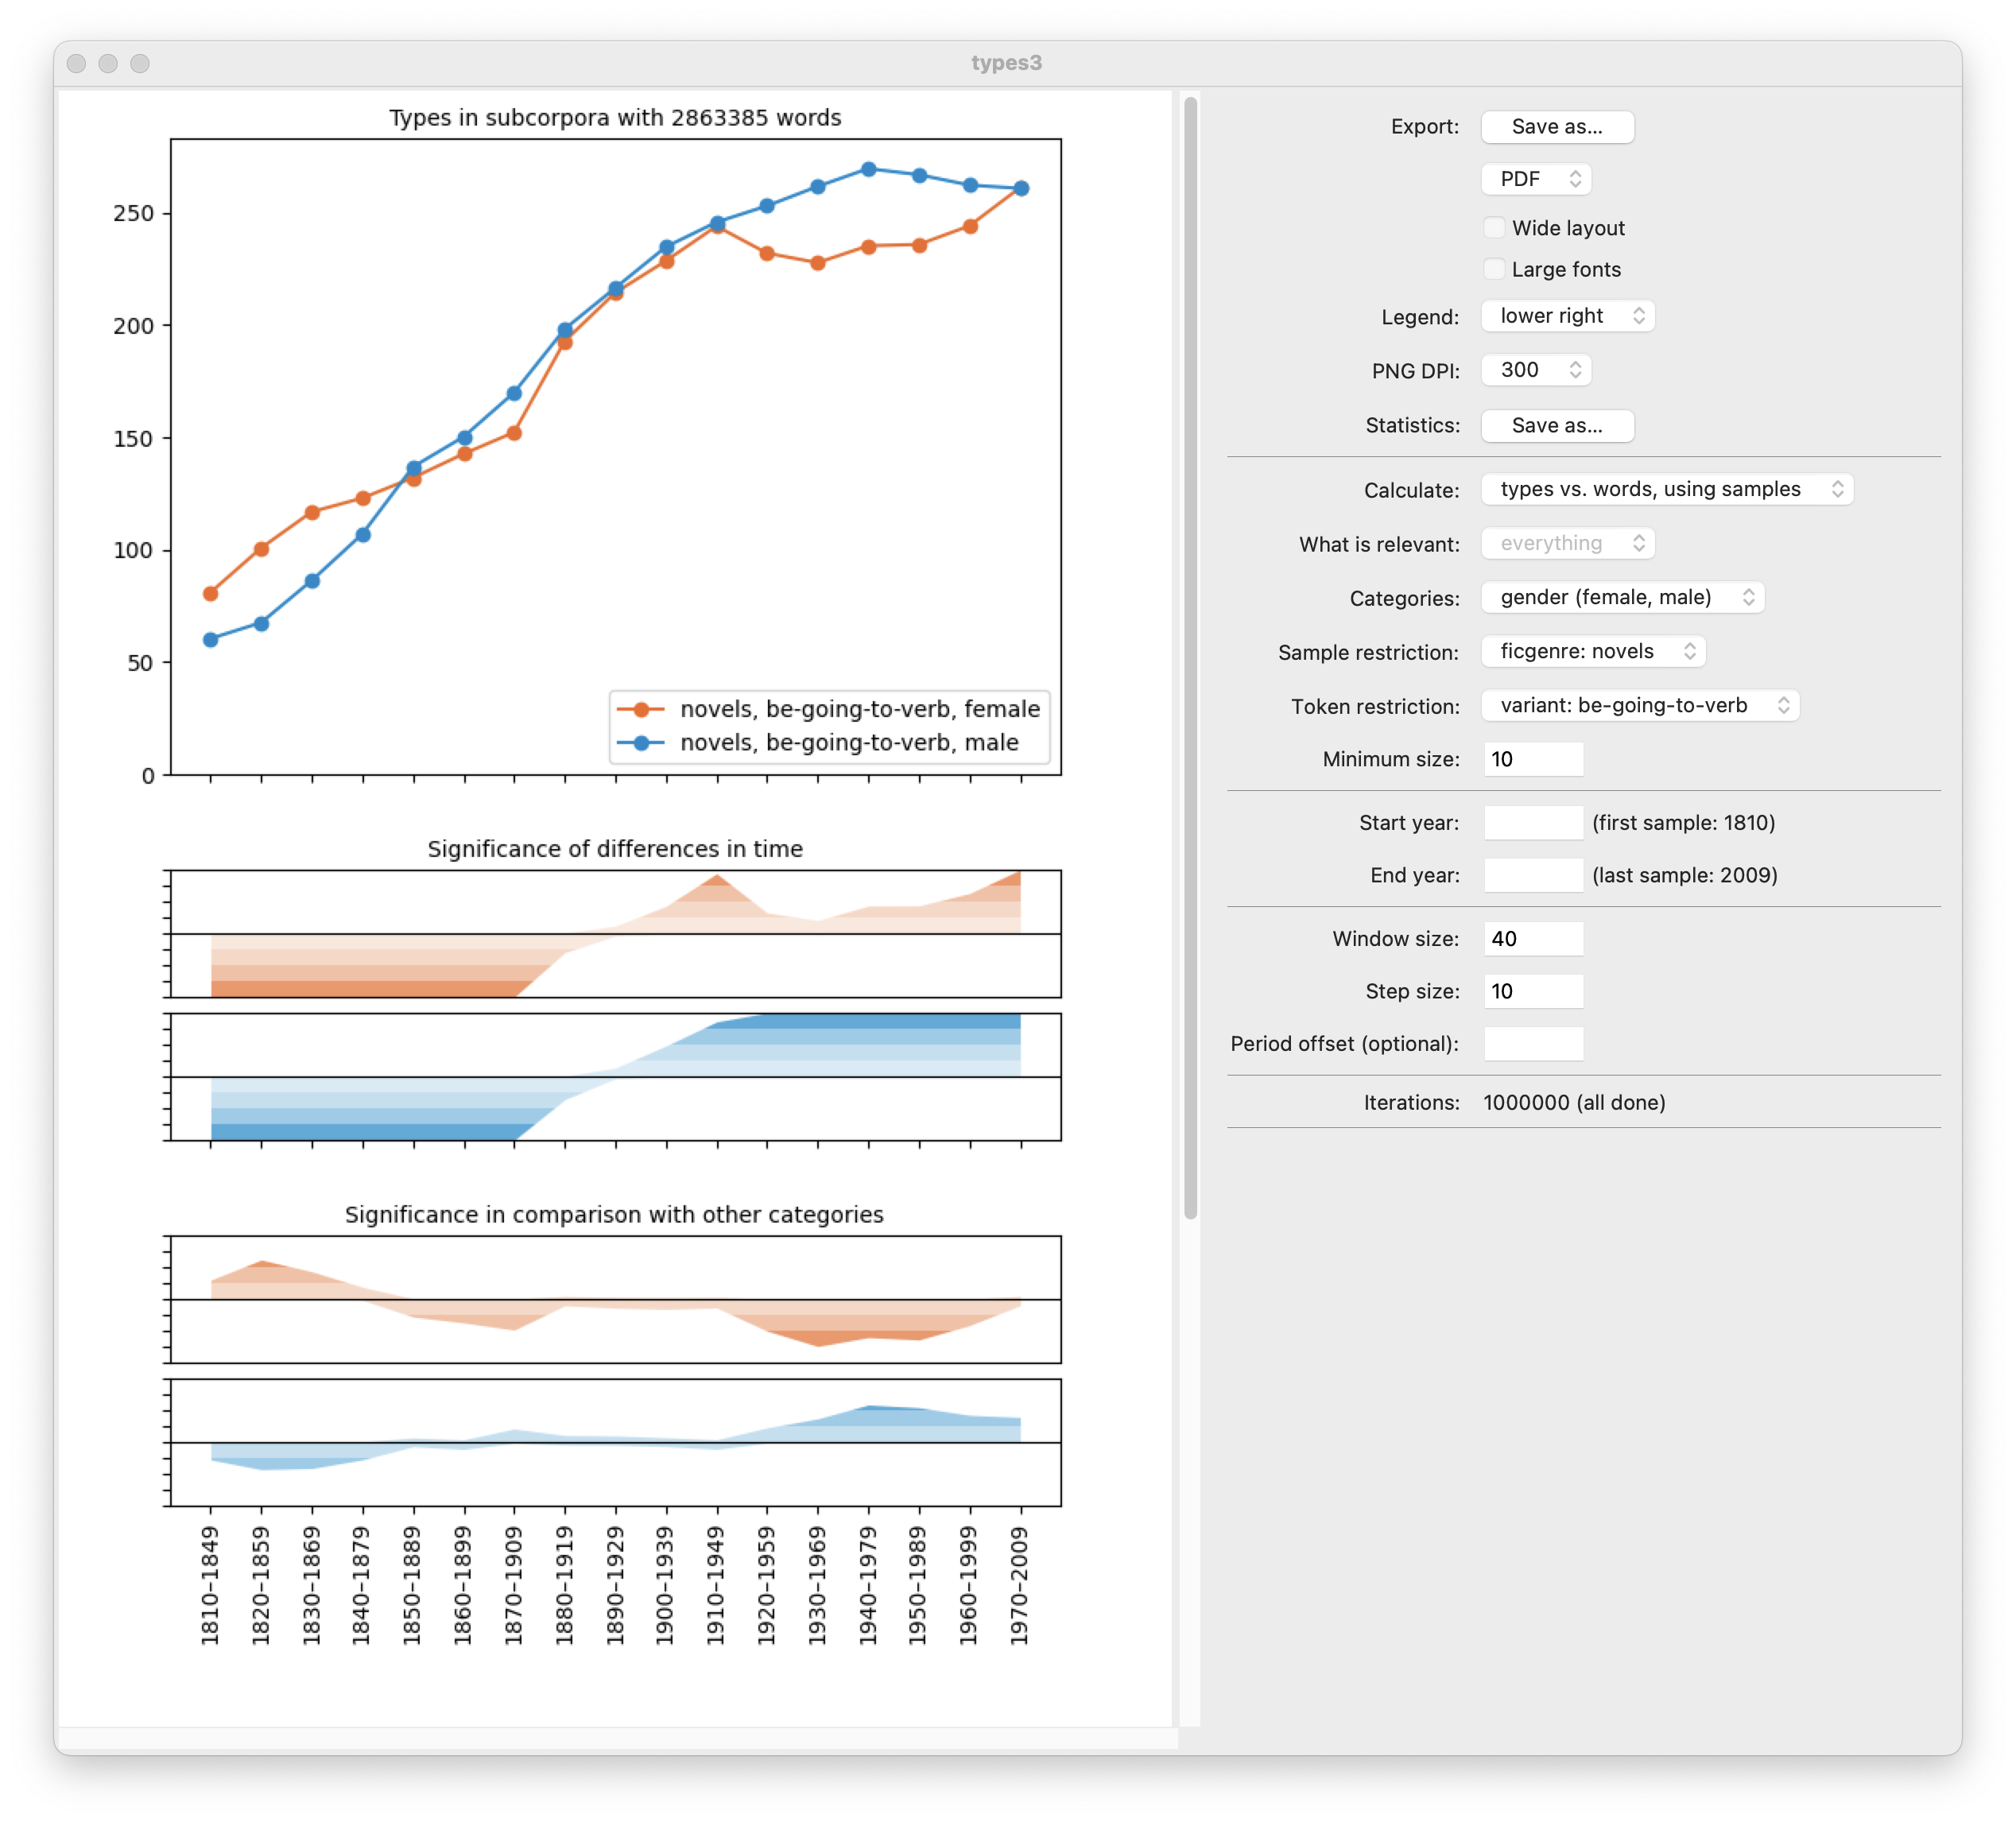 types3
Types in subcorpora with 2863385 words
250
200
150
100
50
0
novels, be-going-to-verb, female
novels, be-going-to-verb, male
Significance of differences in time
Significance in comparison with other categories
1810–1849
1820–1859
1830–1869
1840–1879
1850–1889
1860–1899
1870–1909
1880–1919
1890–1929
1900–1939
1910–1949
1920–1959
1930–1969
1940–1979
1950–1989
1960–1999
1970–2009
Export: Save as...
PDF
Wide layout
Large fonts
Legend: lower right
PNG DPI: 300
Statistics: Save as...
Calculate: types vs. words, using samples
What is relevant: everything
Categories: gender (female, male)
Sample restriction: ficgenre: novels
Token restriction: variant: be-going-to-verb
Minimum size: 10
Start year: (first sample: 1810)
End year: (last sample: 2009)
Window size: 40
Step size: 10
Period offset (optional):
Iterations: 1000000 (all done)